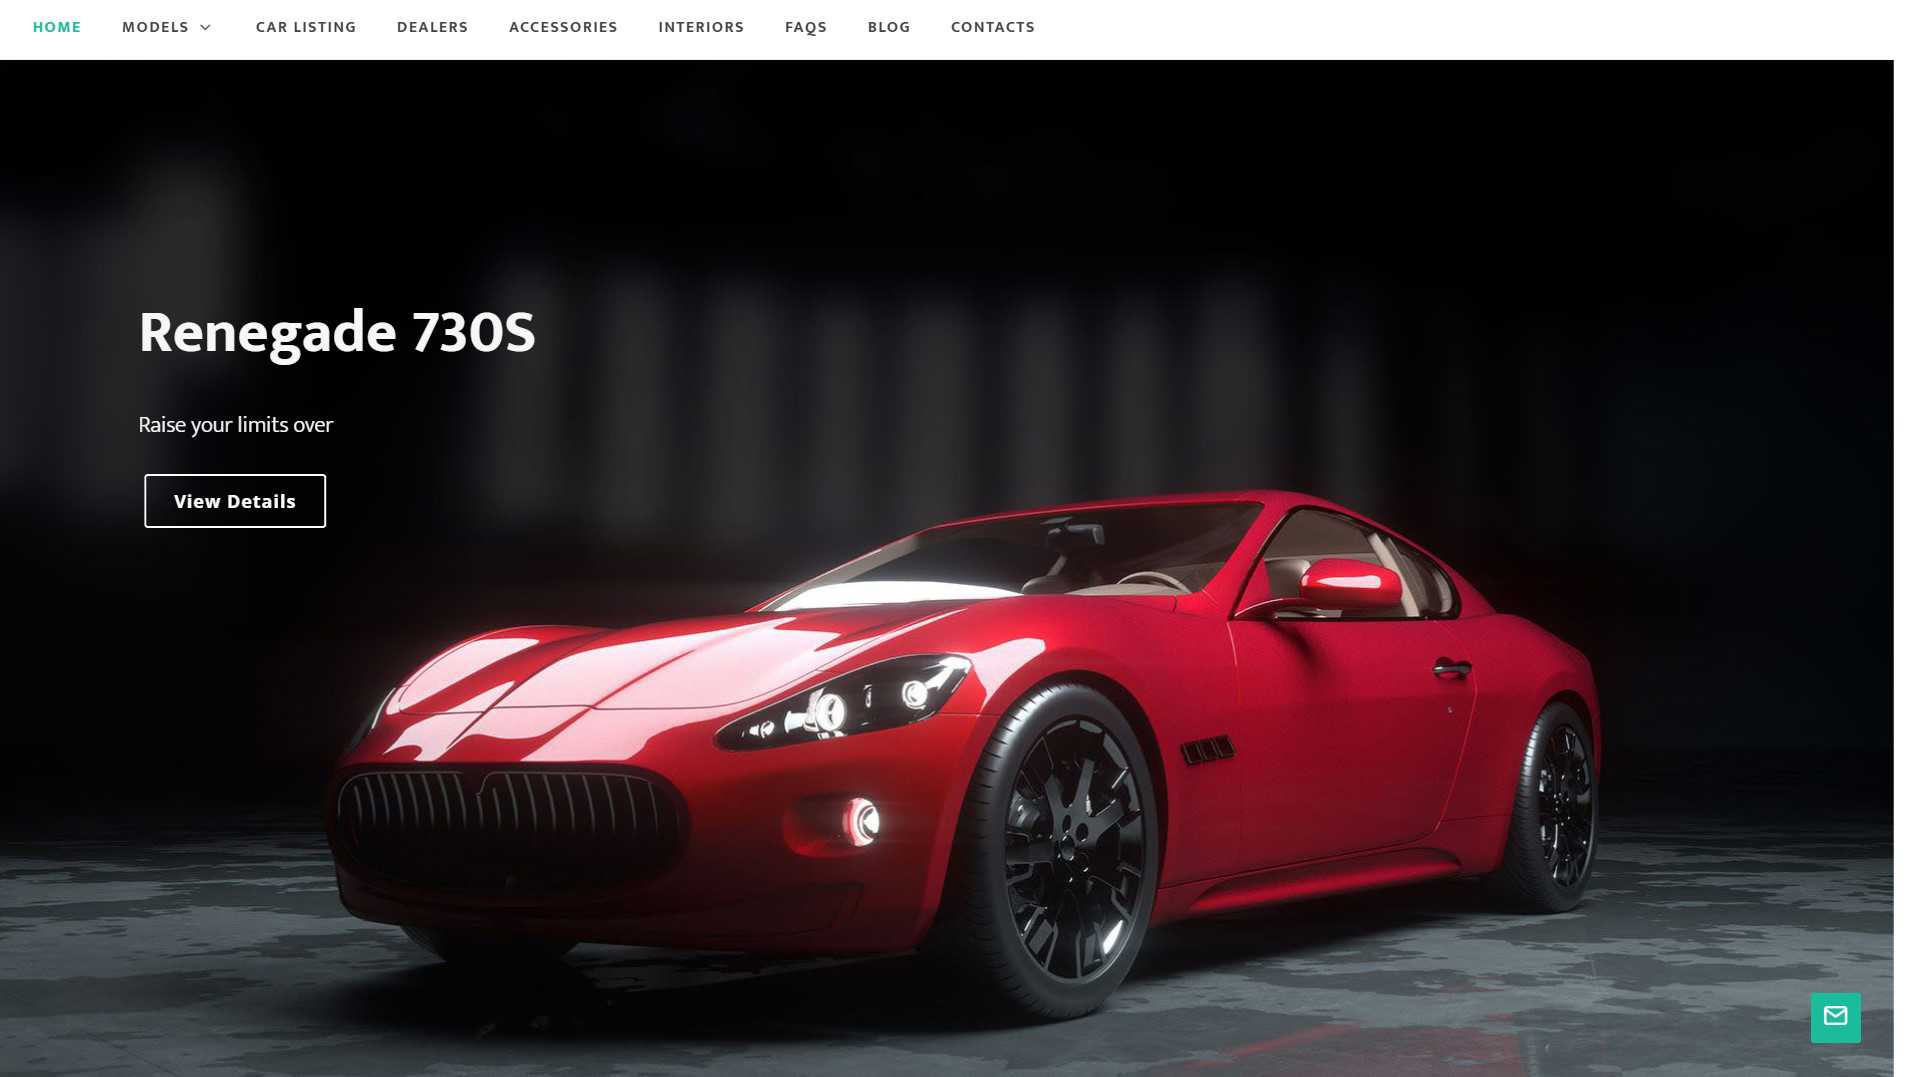 HOME
MODELS
CAR LISTING
DEALERS
ACCESSORIES
INTERIORS
FAQS
BLOG
CONTACTS
Renegade 730S
Raise your limits over
View Details